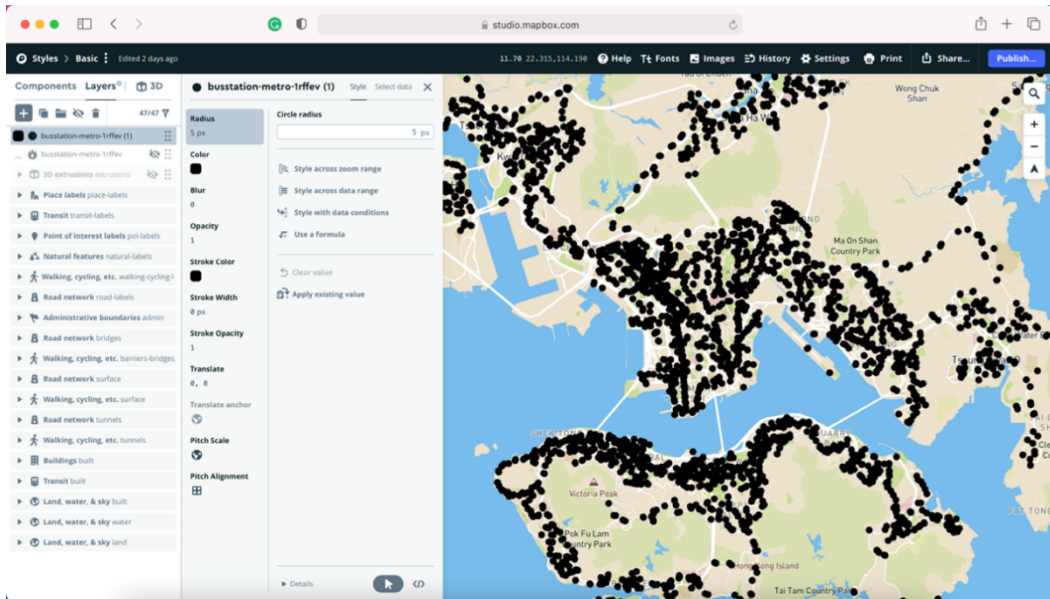 studio.mapbox.com
Styles > Basic Edited 2 days ago
11.70 22.315,114.190 Help Fonts Images History Settings Print Share... Publish...
Components Layers 3D
47/47
busstation-metro-1rffev (1)
busstation-metro-1rffev
3D extrusions extrusions
Place labels place-labels
Transit transit-labels
Point of interest labels poi-labels
Natural features natural-labels
Walking, cycling, etc. walking-cycling-l
Road network road-labels
Administrative boundaries admin
Road network bridges
Walking, cycling, etc. barriers-bridges
Road network surface
Walking, cycling, etc. surface
Road network tunnels
Walking, cycling, etc. tunnels
Buildings built
Transit built
Land, water, & sky built
Land, water, & sky water
Land, water, & sky land
busstation-metro-1rffev (1) Style Select data
Radius
5 px
Color
Blur
0
Opacity
1
Stroke Color
Stroke Width
0 px
Stroke Opacity
1
Translate
0, 0
Translate anchor
Pitch Scale
Pitch Alignment
Circle radius
5 px
Style across zoom range
Style across data range
Style with data conditions
Use a formula
Clear value
Apply existing value
Details
Wong Chuk
Shan
Ma On Shan
Country Park
Victoria Peak
Pok Fu Lam
Country Park
Hong Kong Island
Tai Tam Country Park